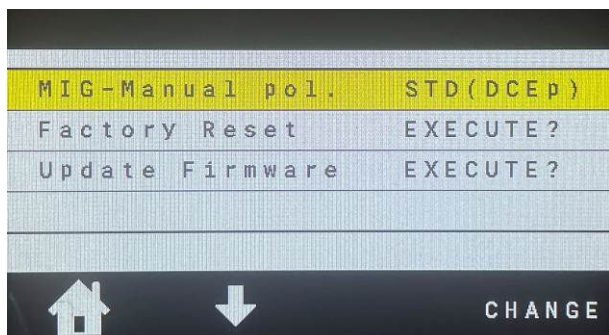 MIG-Manual pol. STD(DCEp)
Factory Reset EXECUTE?
Update Firmware EXECUTE?
CHANGE